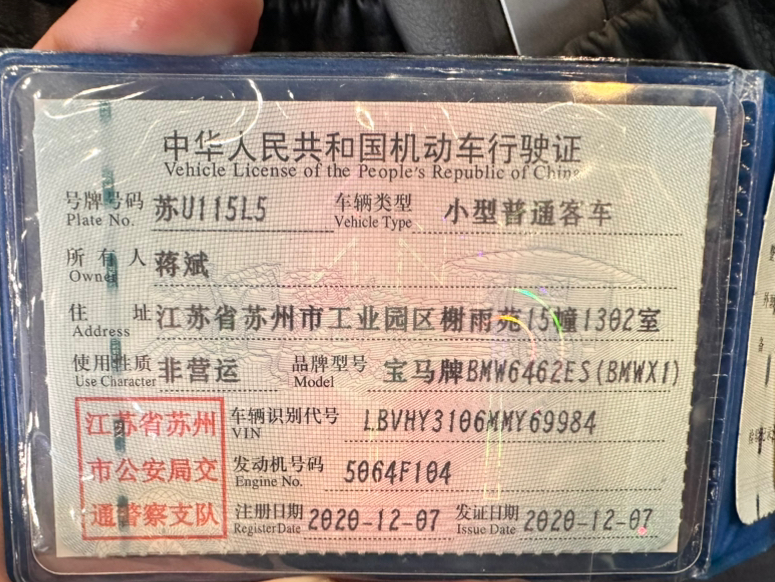 中华人民共和国机动车行驶证
Vehicle License of the People's Republic of China
号牌号码 苏U115L5 车辆类型 小型普通客车
Plate No. Vehicle Type
所有人 蒋斌
Owner
住址 江苏省苏州市工业园区榭雨苑15幢1302室
Address
使用性质 非营运 品牌型号 宝马牌BMW6462ES(BMWX1)
Use Character Model
江苏省苏州
市公安局交
通警察支队
车辆识别代号 LBVHY3106MMY69984
VIN
发动机号码 5064F104
Engine No.
注册日期 2020-12-07 发证日期 2020-12-07
Register Date Issue Date